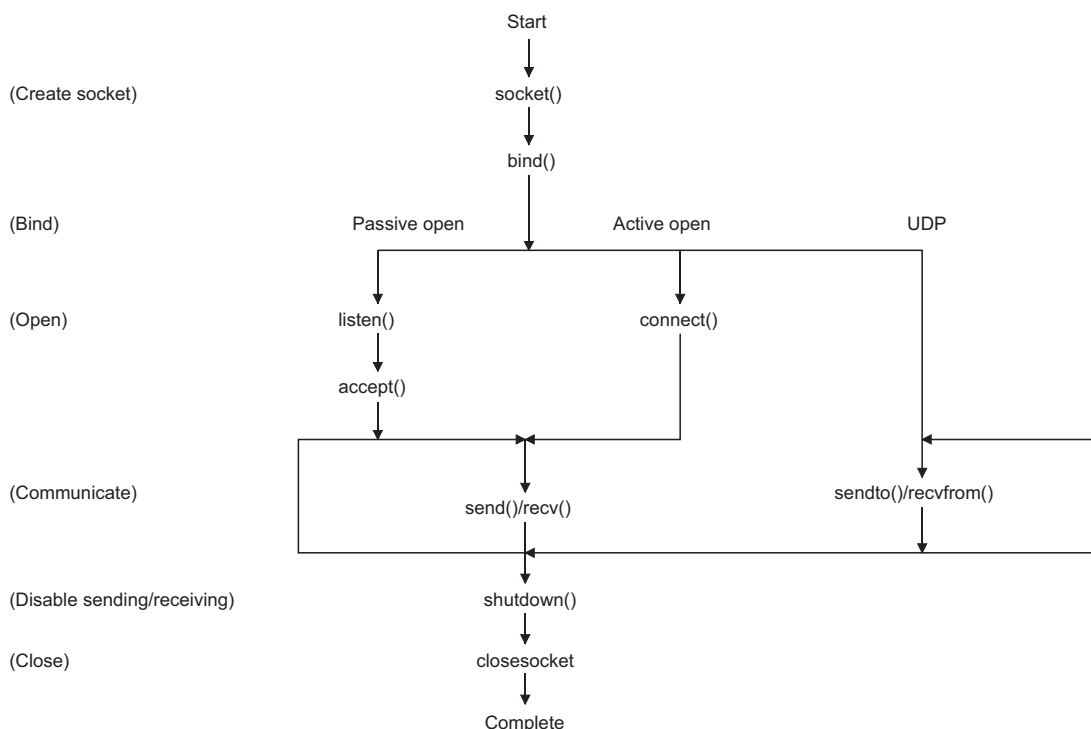 Start
(Create socket) socket()
bind()
(Bind) Passive open Active open UDP
(Open) listen() connect()
accept()
(Communicate) send()/recv() sendto()/recvfrom()
(Disable sending/receiving) shutdown()
(Close) closesocket
Complete